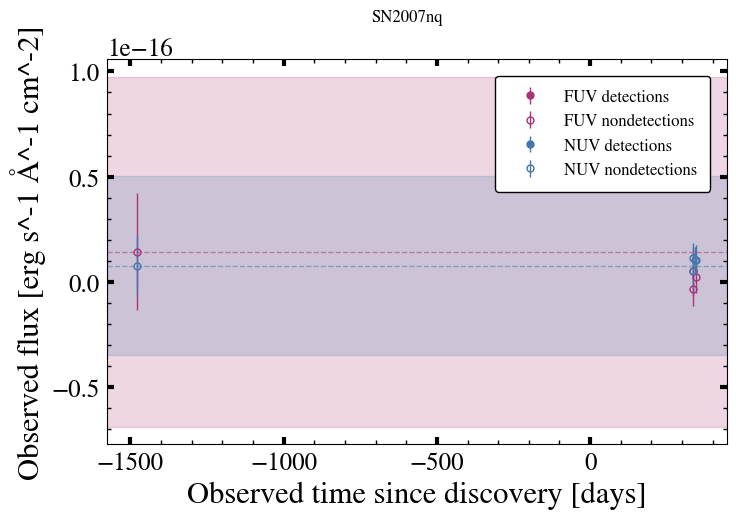 SN2007nq
1e−16
Observed flux [erg s^-1 Å^-1 cm^-2]
1.0
0.5
0.0
−0.5
FUV detections
FUV nondetections
NUV detections
NUV nondetections
−1500
−1000
−500
0
Observed time since discovery [days]